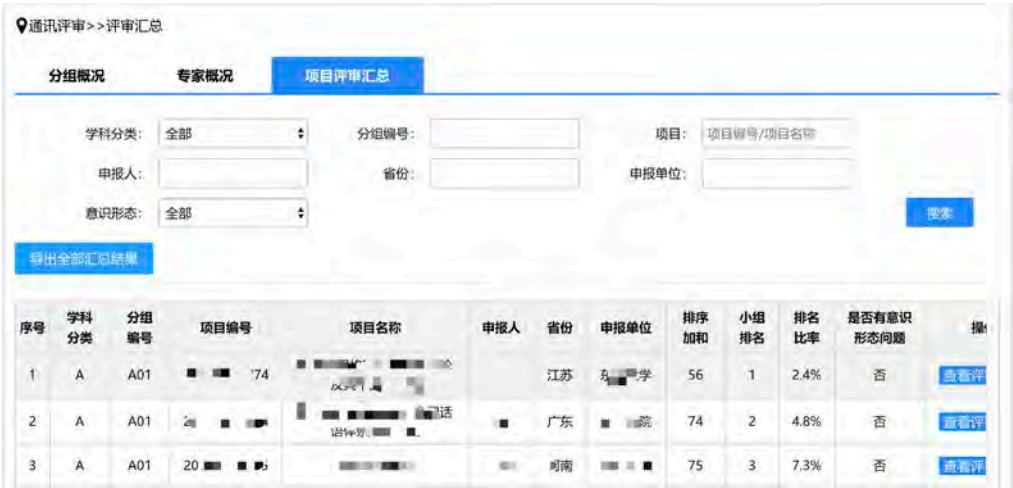 通讯评审>>评审汇总
分组概况 专家概况 项目评审汇总
学科分类: 全部 分组编号: 项目: 项目编号/项目名称
申报人: 省份: 申报单位:
意识形态: 全部 搜索
导出全部汇总结果
序号 学科分类 分组编号 项目编号 项目名称 申报人 省份 申报单位 排序加和 小组排名 排名比率 是否有意识形态问题
1 A A01 74 江苏 学 56 1 2.4% 否 查看评
2 A A01 广东 院 74 2 4.8% 否 查看评
3 A A01 20 河南 75 3 7.3% 否 查看评